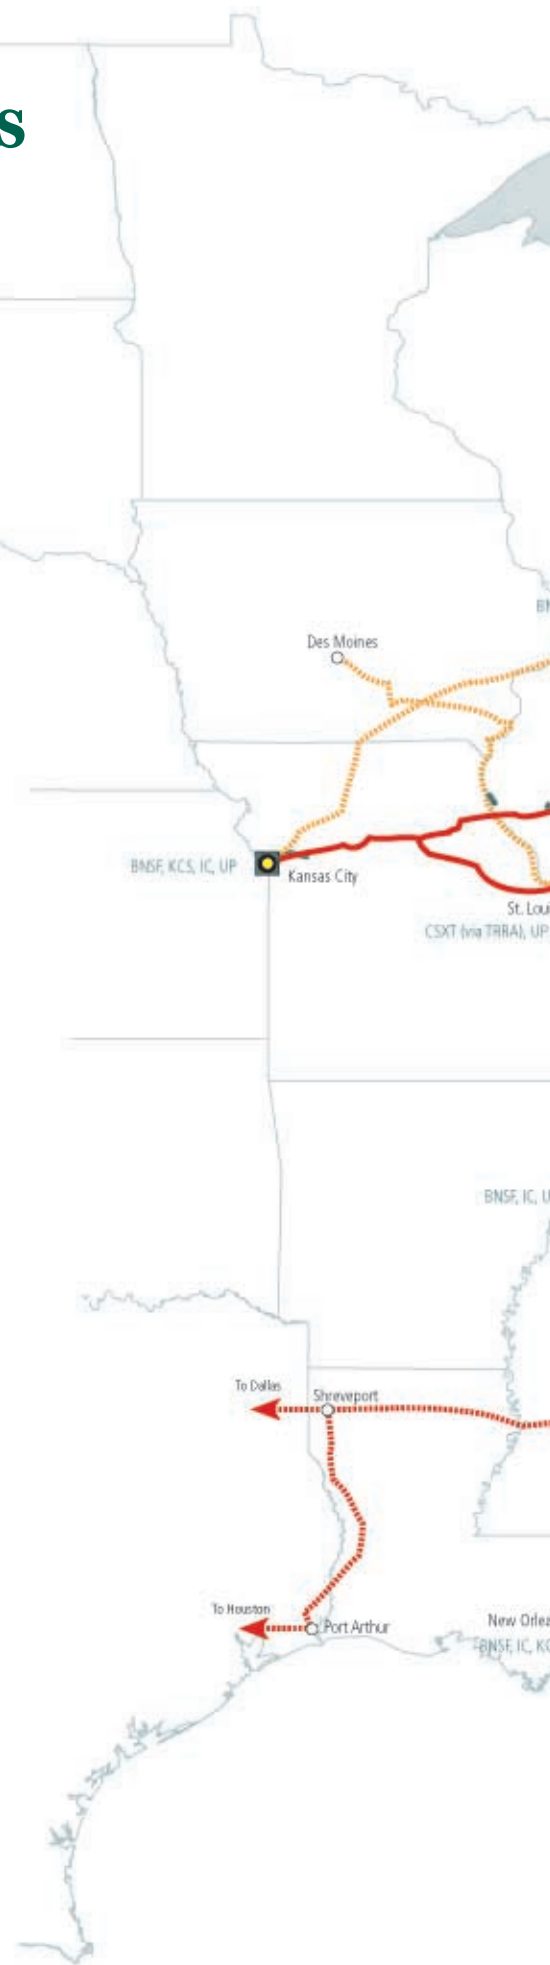 s
Des Moines
BN
BNSF, KCS, IC, UP
Kansas City
St. Loui
CSXT (via TRRA), UP
BNSF, IC, U
To Dallas
Shreveport
To Houston
Port Arthur
New Orlea
BNSF, IC, KC